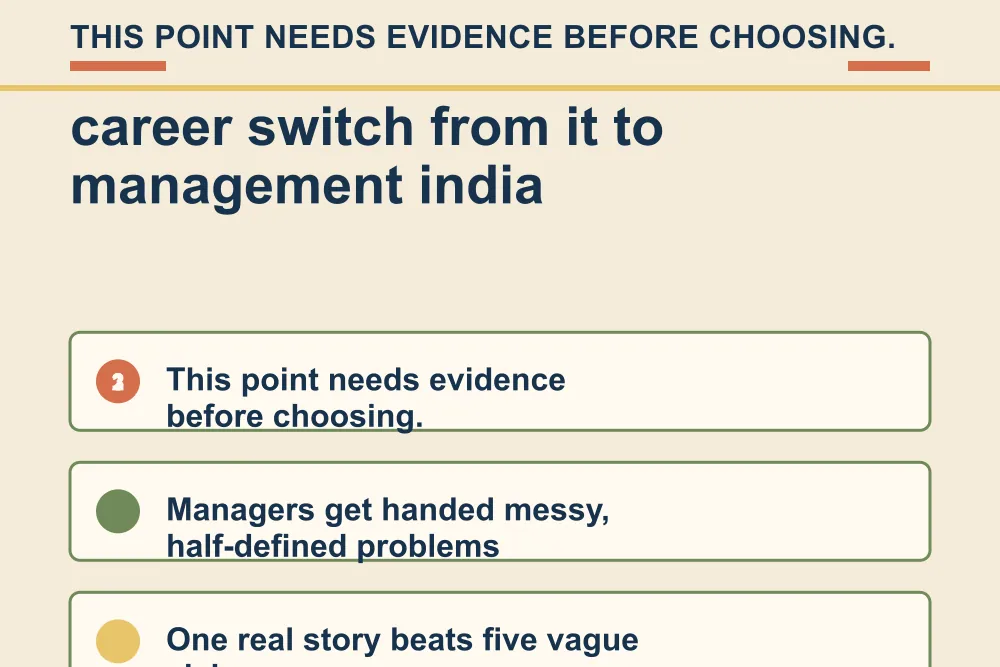 THIS POINT NEEDS EVIDENCE BEFORE CHOOSING.
career switch from it to
management india
This point needs evidence
before choosing.
Managers get handed messy,
half-defined problems
One real story beats five vague